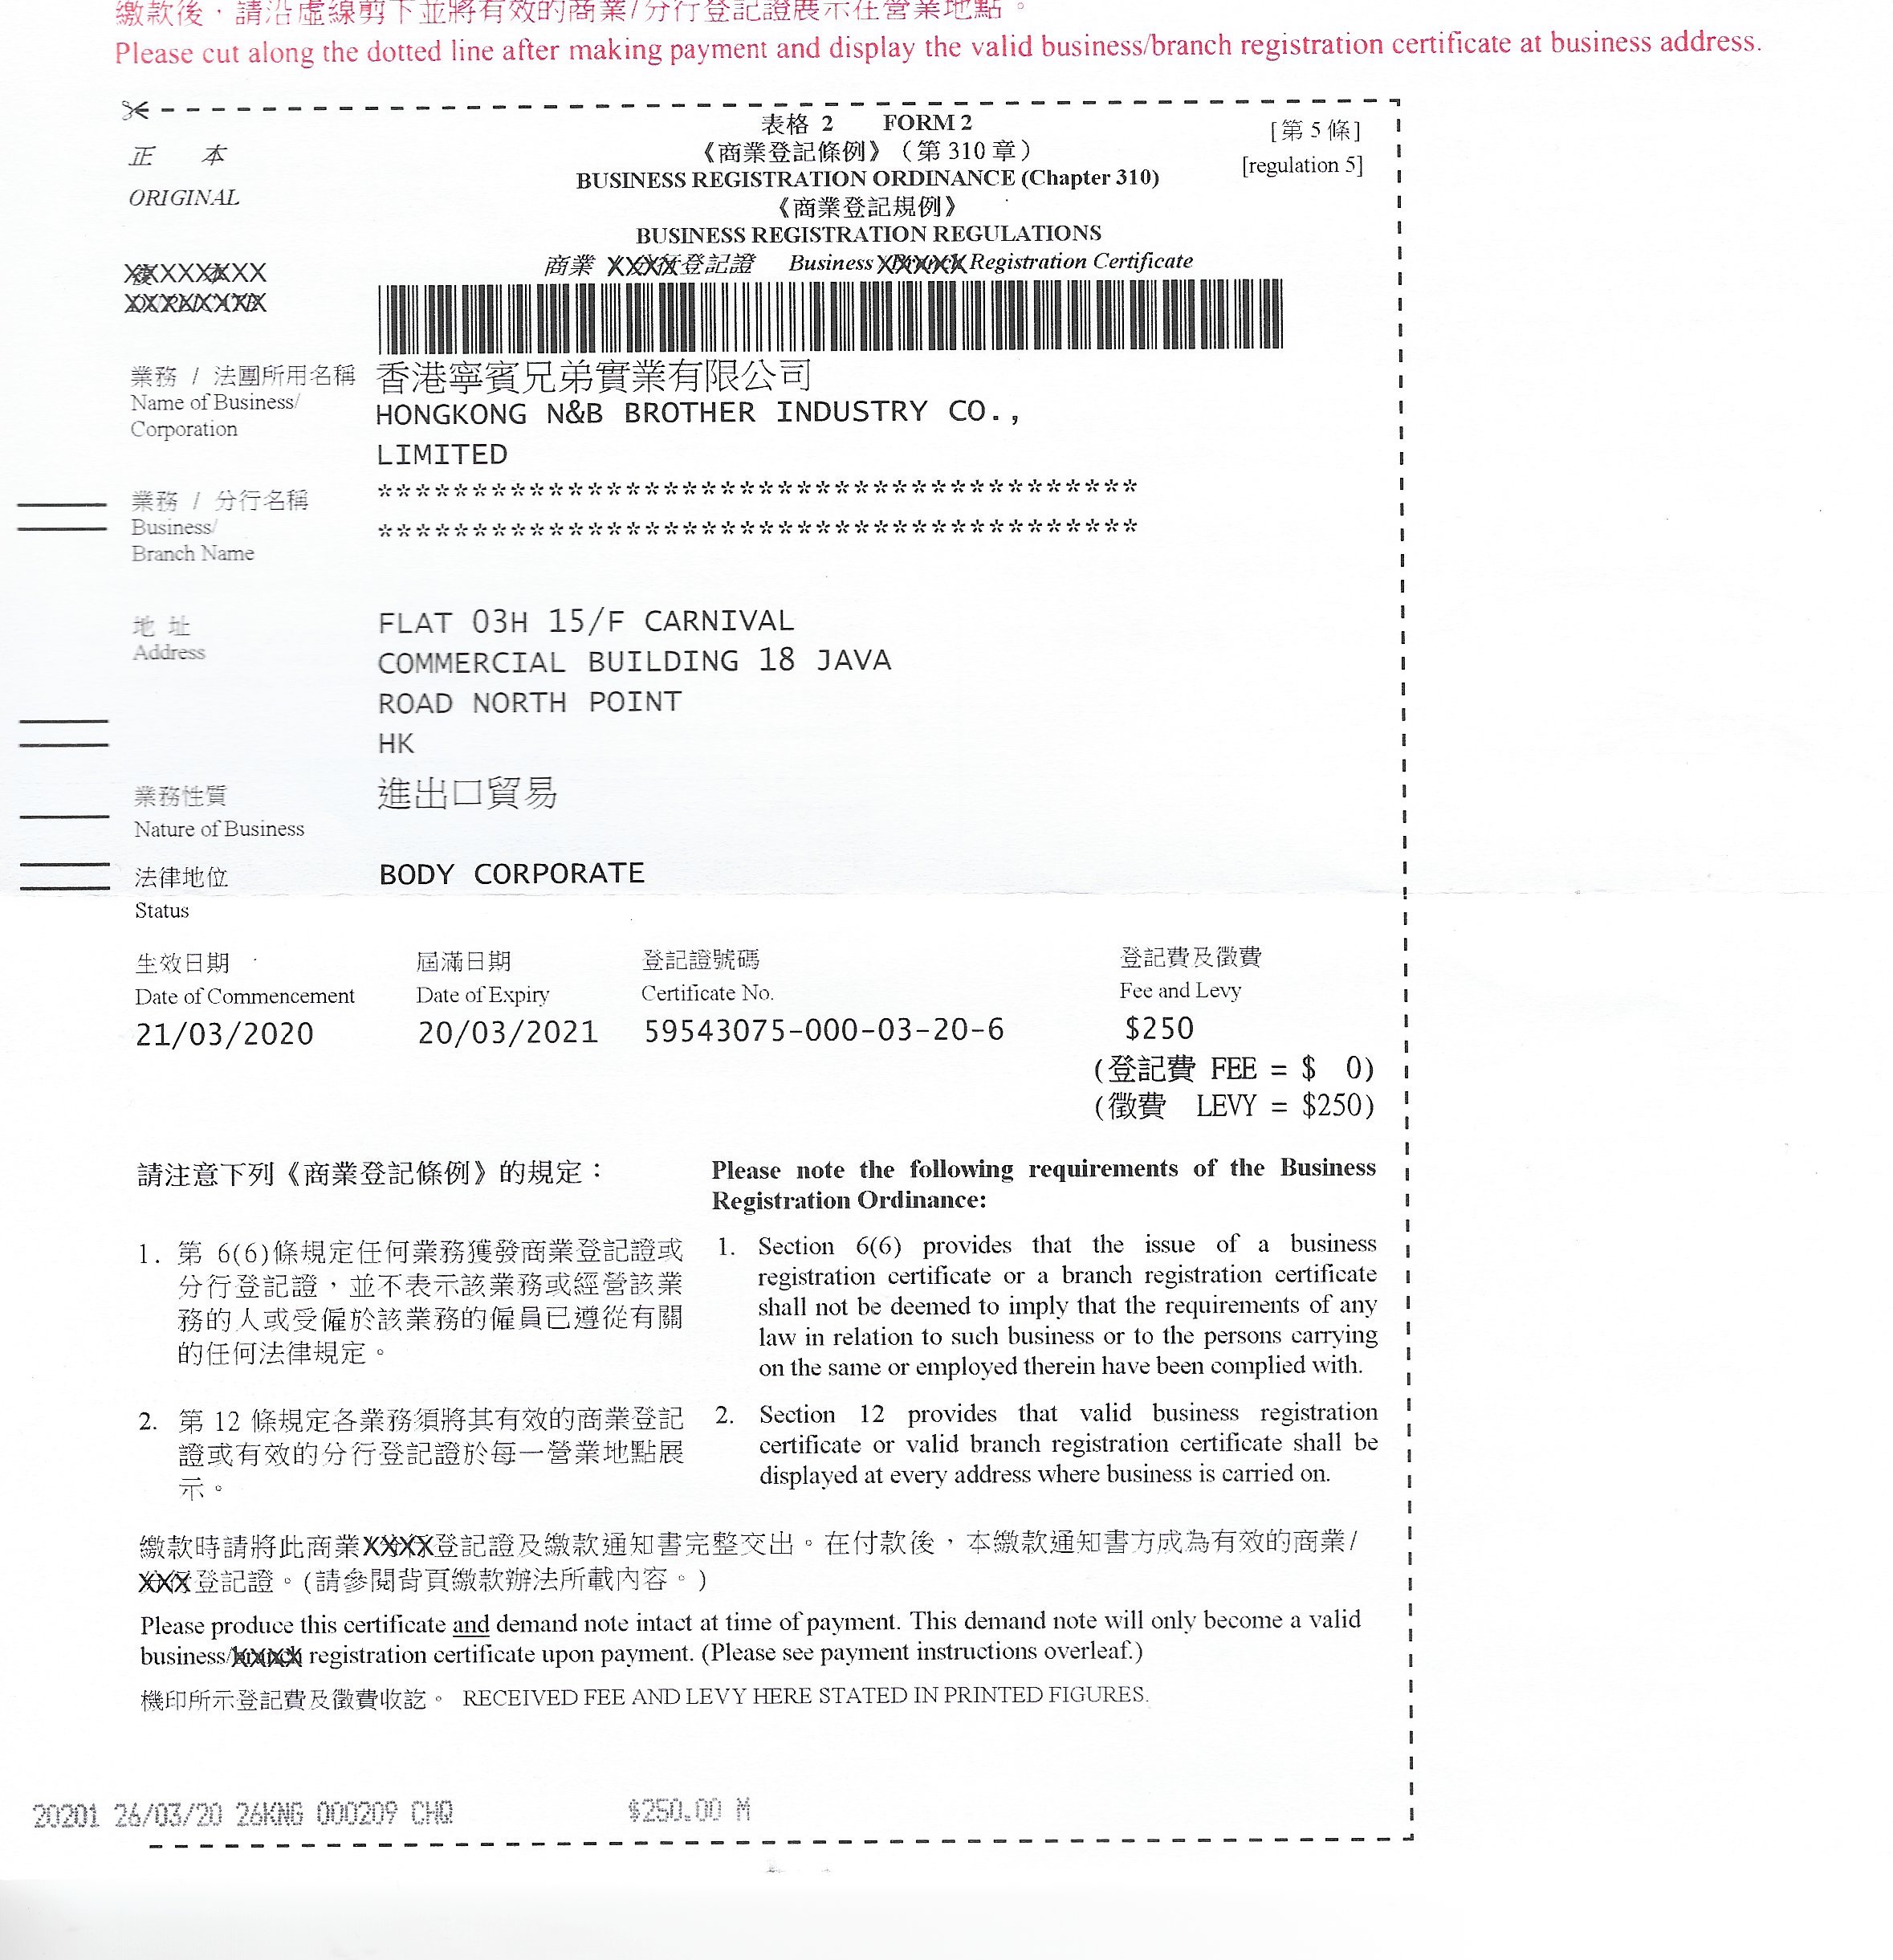 繳款後，請沿虛線剪下並將有效的商業/分行登記證展示在營業地點。
Please cut along the dotted line after making payment and display the valid business/branch registration certificate at business address.
表格 2 FORM 2
[第 5 條]
正 本
《商業登記條例》（第 310 章）
[regulation 5]
ORIGINAL
BUSINESS REGISTRATION ORDINANCE (Chapter 310)
《商業登記規例》
BUSINESS REGISTRATION REGULATIONS
商業 XXXX登記證 Business XXXXX Registration Certificate
業務 / 法團所用名稱
香港寧賓兄弟實業有限公司
Name of Business/
Corporation
HONGKONG N&B BROTHER INDUSTRY CO.,
LIMITED
業務 / 分行名稱
Business/
Branch Name
*****************************************
*****************************************
地 址
Address
FLAT 03H 15/F CARNIVAL
COMMERCIAL BUILDING 18 JAVA
ROAD NORTH POINT
HK
業務性質
Nature of Business
進出口貿易
法律地位
Status
BODY CORPORATE
生效日期
Date of Commencement
21/03/2020
屆滿日期
Date of Expiry
20/03/2021
登記證號碼
Certificate No.
59543075-000-03-20-6
登記費及徵費
Fee and Levy
$250
(登記費 FEE = $ 0)
(徵費 LEVY = $250)
請注意下列《商業登記條例》的規定：
1. 第 6(6)條規定任何業務獲發商業登記證或
分行登記證，並不表示該業務或經營該業
務的人或受僱於該業務的僱員已遵從有關
的任何法律規定。
2. 第 12 條規定各業務須將其有效的商業登記
證或有效的分行登記證於每一營業地點展
示。
Please note the following requirements of the Business
Registration Ordinance:
1. Section 6(6) provides that the issue of a business
registration certificate or a branch registration certificate
shall not be deemed to imply that the requirements of any
law in relation to such business or to the persons carrying
on the same or employed therein have been complied with.
2. Section 12 provides that valid business registration
certificate or valid branch registration certificate shall be
displayed at every address where business is carried on.
繳款時請將此商業XXXX登記證及繳款通知書完整交出。在付款後，本繳款通知書方成為有效的商業/
XXX登記證。(請參閱背頁繳款辦法所載內容。)
Please produce this certificate and demand note intact at time of payment. This demand note will only become a valid
business/XXXX registration certificate upon payment. (Please see payment instructions overleaf.)
機印所示登記費及徵費收訖。 RECEIVED FEE AND LEVY HERE STATED IN PRINTED FIGURES.
20201 26/03/20 26KNG 000209 CHQ $250.00 M